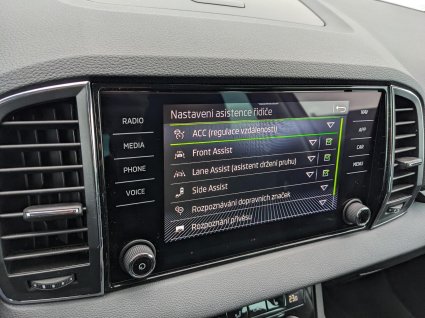 Nastavení asistence řidiče
RADIO
MEDIA
PHONE
VOICE
ACC (regulace vzdálenosti)
Front Assist
Lane Assist (asistent držení pruhu)
Side Assist
Rozpoznávání dopravních značek
Rozpoznání přívěsu
NAV
APP
CAR
MENU